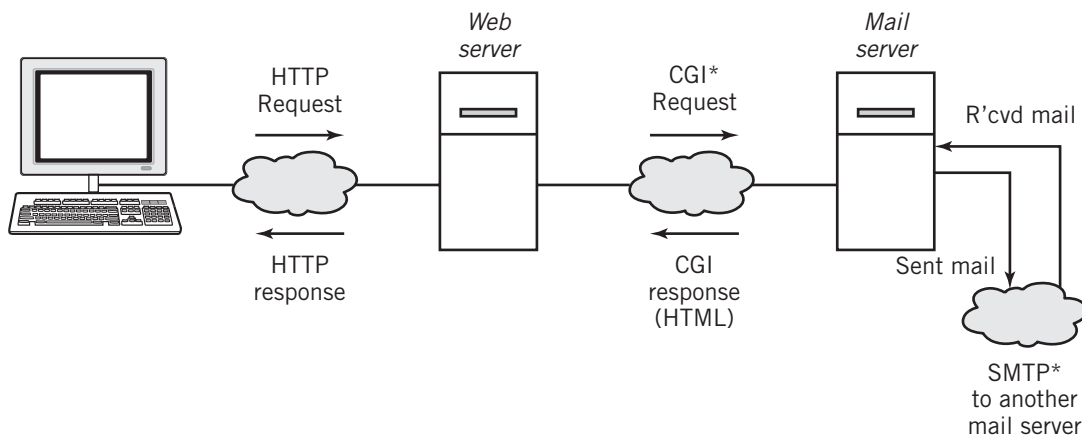 Web
server
Mail
server
HTTP
Request
CGI*
Request
R'cvd mail
HTTP
response
CGI
response
(HTML)
Sent mail
SMTP*
to another
mail server